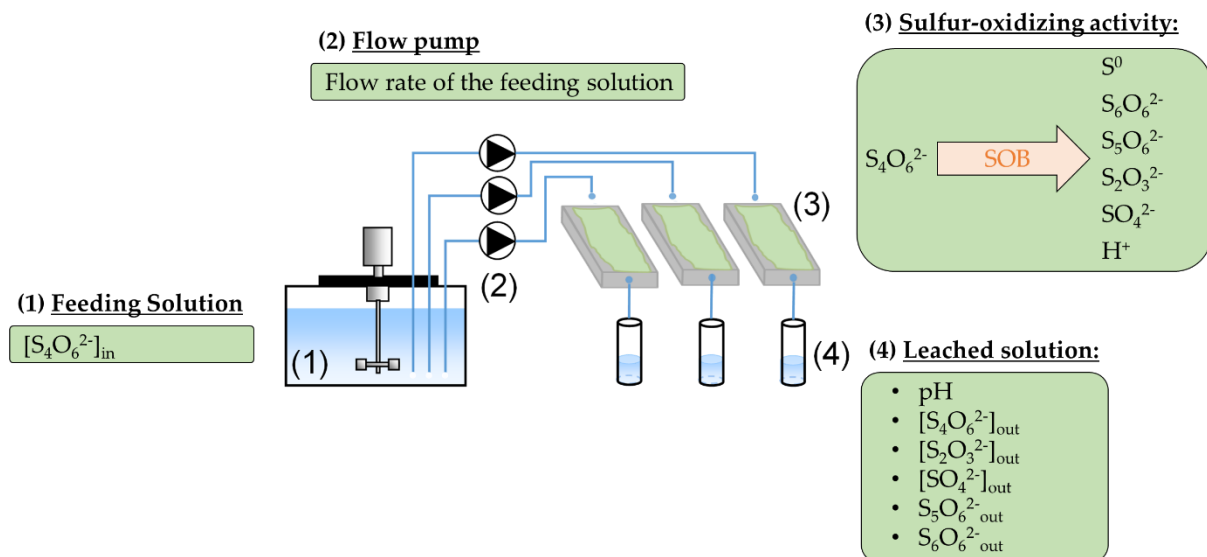 (2) Flow pump
Flow rate of the feeding solution
(3) Sulfur-oxidizing activity:
S⁰
S₆O₆²⁻
S₅O₆²⁻
S₄O₆²⁻
SOB
S₂O₃²⁻
SO₄²⁻
H⁺
(3)
(2)
(1) Feeding Solution
[S₄O₆²⁻]ᵢₙ
(1)
(4)
(4) Leached solution:
• pH
• [S₄O₆²⁻]ₒᵤₜ
• [S₂O₃²⁻]ₒᵤₜ
• [SO₄²⁻]ₒᵤₜ
• S₅O₆²⁻ₒᵤₜ
• S₆O₆²⁻ₒᵤₜ